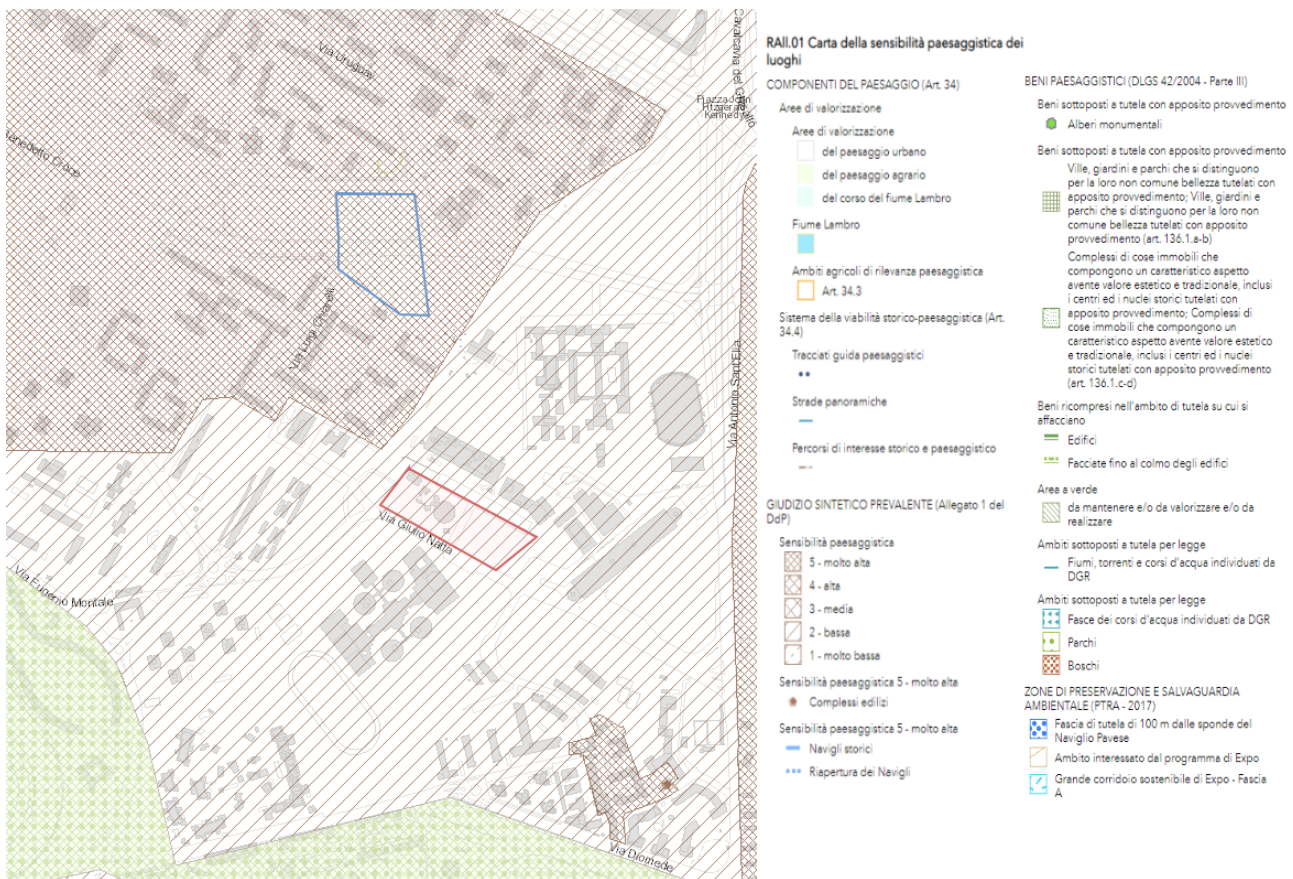 Via Uruguay
Cavalcavia del Ghisallo
Piazza John
Fitzgerald
Kennedy
Benedetto Croce
Via Antonio Sant'Elia
Via Giulio Natta
Via Eugenio Montale
Via Diomede
RAll.01 Carta della sensibilità paesaggistica dei
luoghi
COMPONENTI DEL PAESAGGIO (Art. 34)
Aree di valorizzazione
Aree di valorizzazione
del paesaggio urbano
del paesaggio agrario
del corso del fiume Lambro
Fiume Lambro
Ambiti agricoli di rilevanza paesaggistica
Art. 34.3
Sistema della viabilità storico-paesaggistica (Art.
34.4)
Tracciati guida paesaggistici
Strade panoramiche
Percorsi di interesse storico e paesaggistico
GIUDIZIO SINTETICO PREVALENTE (Allegato 1 del
DdP)
Sensibilità paesaggistica
5 - molto alta
4 - alta
3 - media
2 - bassa
1 - molto bassa
Sensibilità paesaggistica 5 - molto alta
Complessi edilizi
Sensibilità paesaggistica 5 - molto alta
Navigli storici
Riapertura dei Navigli
BENI PAESAGGISTICI (DLGS 42/2004 - Parte III)
Beni sottoposti a tutela con apposito provvedimento
Alberi monumentali
Beni sottoposti a tutela con apposito provvedimento
Ville, giardini e parchi che si distinguono
per la loro non comune bellezza tutelati con
apposito provvedimento; Ville, giardini e
parchi che si distinguono per la loro non
comune bellezza tutelati con apposito
provvedimento (art. 136.1.a-b)
Complessi di cose immobili che
compongono un caratteristico aspetto
avente valore estetico e tradizionale, inclusi
i centri ed i nuclei storici tutelati con
apposito provvedimento; Complessi di
cose immobili che compongono un
caratteristico aspetto avente valore estetico
e tradizionale, inclusi i centri ed i nuclei
storici tutelati con apposito provvedimento
(art. 136.1.c-d)
Beni ricompresi nell'ambito di tutela su cui si
affacciano
Edifici
Facciate fino al colmo degli edifici
Area a verde
da mantenere e/o da valorizzare e/o da
realizzare
Ambiti sottoposti a tutela per legge
Fiumi, torrenti e corsi d'acqua individuati da
DGR
Ambiti sottoposti a tutela per legge
Fasce dei corsi d'acqua individuati da DGR
Parchi
Boschi
ZONE DI PRESERVAZIONE E SALVAGUARDIA
AMBIENTALE (PTRA - 2017)
Fascia di tutela di 100 m dalle sponde del
Naviglio Pavese
Ambito interessato dal programma di Expo
Grande corridoio sostenibile di Expo - Fascia
A